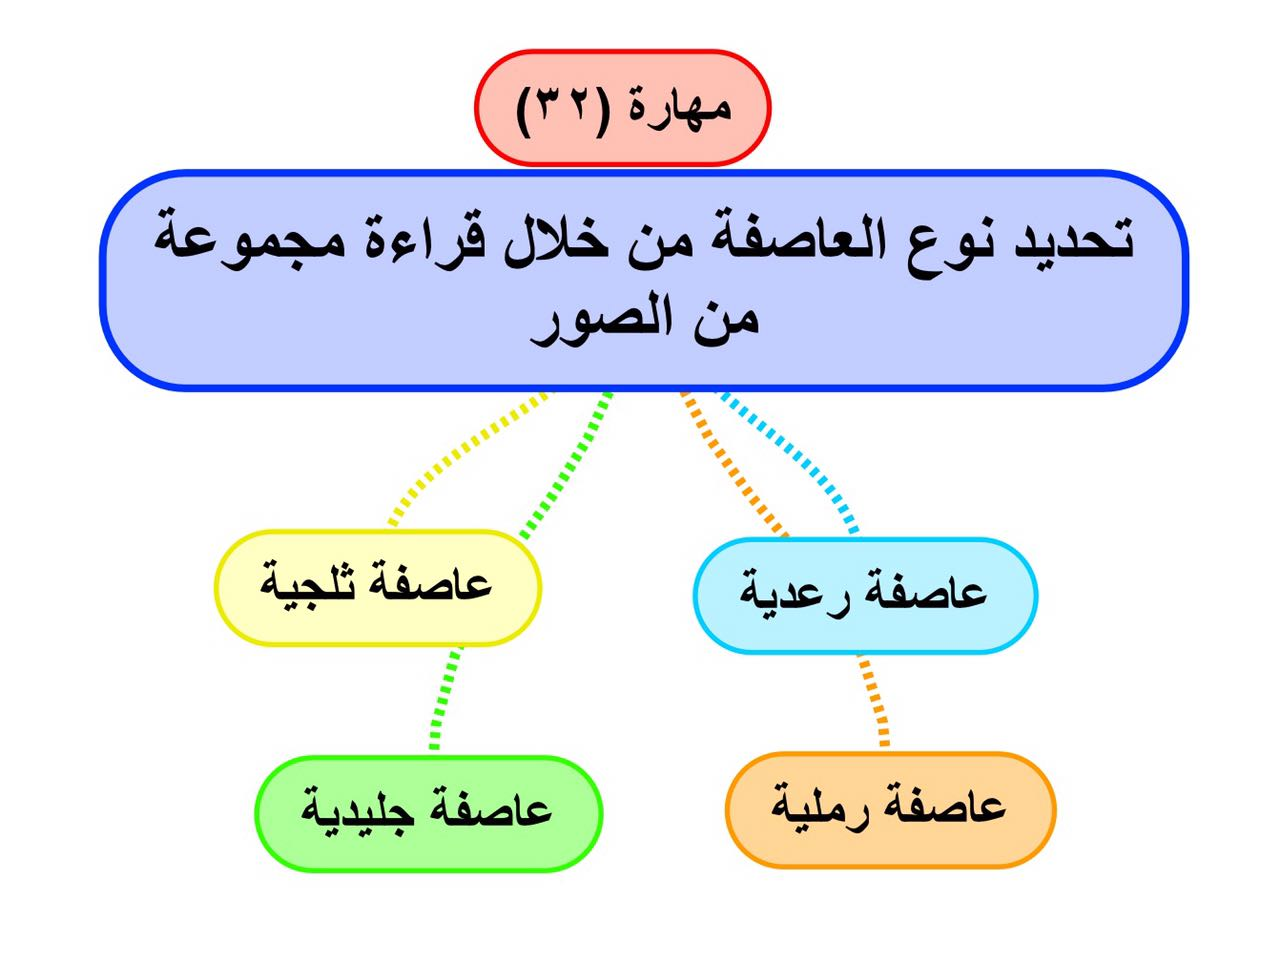 مهارة (٣٢)
تحديد نوع العاصفة من خلال قراءة مجموعة
من الصور
عاصفة رعدية
عاصفة ثلجية
عاصفة رملية
عاصفة جليدية